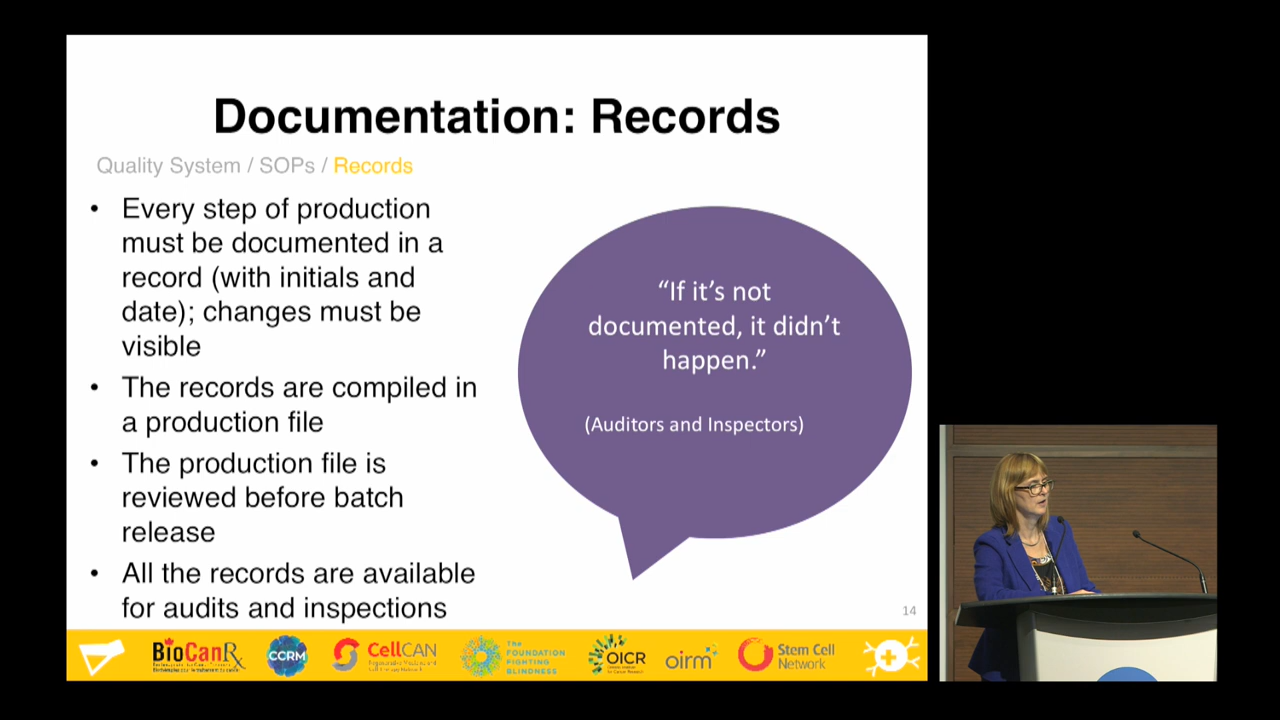 Documentation: Records
Quality System / SOPs / Records
• Every step of production
must be documented in a
record (with initials and
date); changes must be
visible
• The records are compiled in
a production file
• The production file is
reviewed before batch
release
• All the records are available
for audits and inspections
“If it’s not
documented, it didn’t
happen.”
(Auditors and Inspectors)
14
BioCanRx
CCRM
CellCAN
THE
FOUNDATION
FIGHTING
BLINDNESS
OICR
oirm
Stem Cell
Network